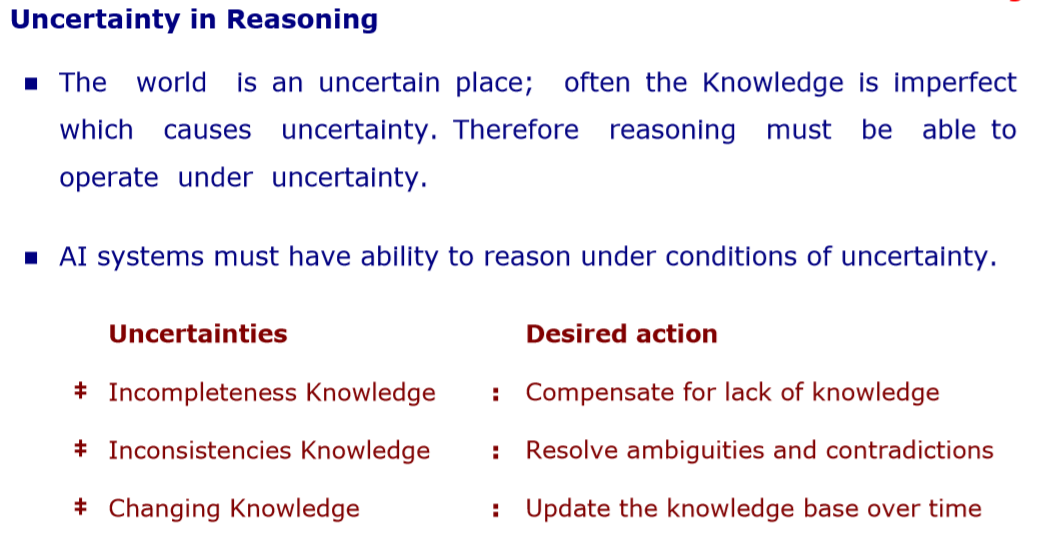 Uncertainty in Reasoning
■ The world is an uncertain place; often the Knowledge is imperfect
which causes uncertainty. Therefore reasoning must be able to
operate under uncertainty.
■ AI systems must have ability to reason under conditions of uncertainty.
Uncertainties Desired action
‡ Incompleteness Knowledge : Compensate for lack of knowledge
‡ Inconsistencies Knowledge : Resolve ambiguities and contradictions
‡ Changing Knowledge : Update the knowledge base over time